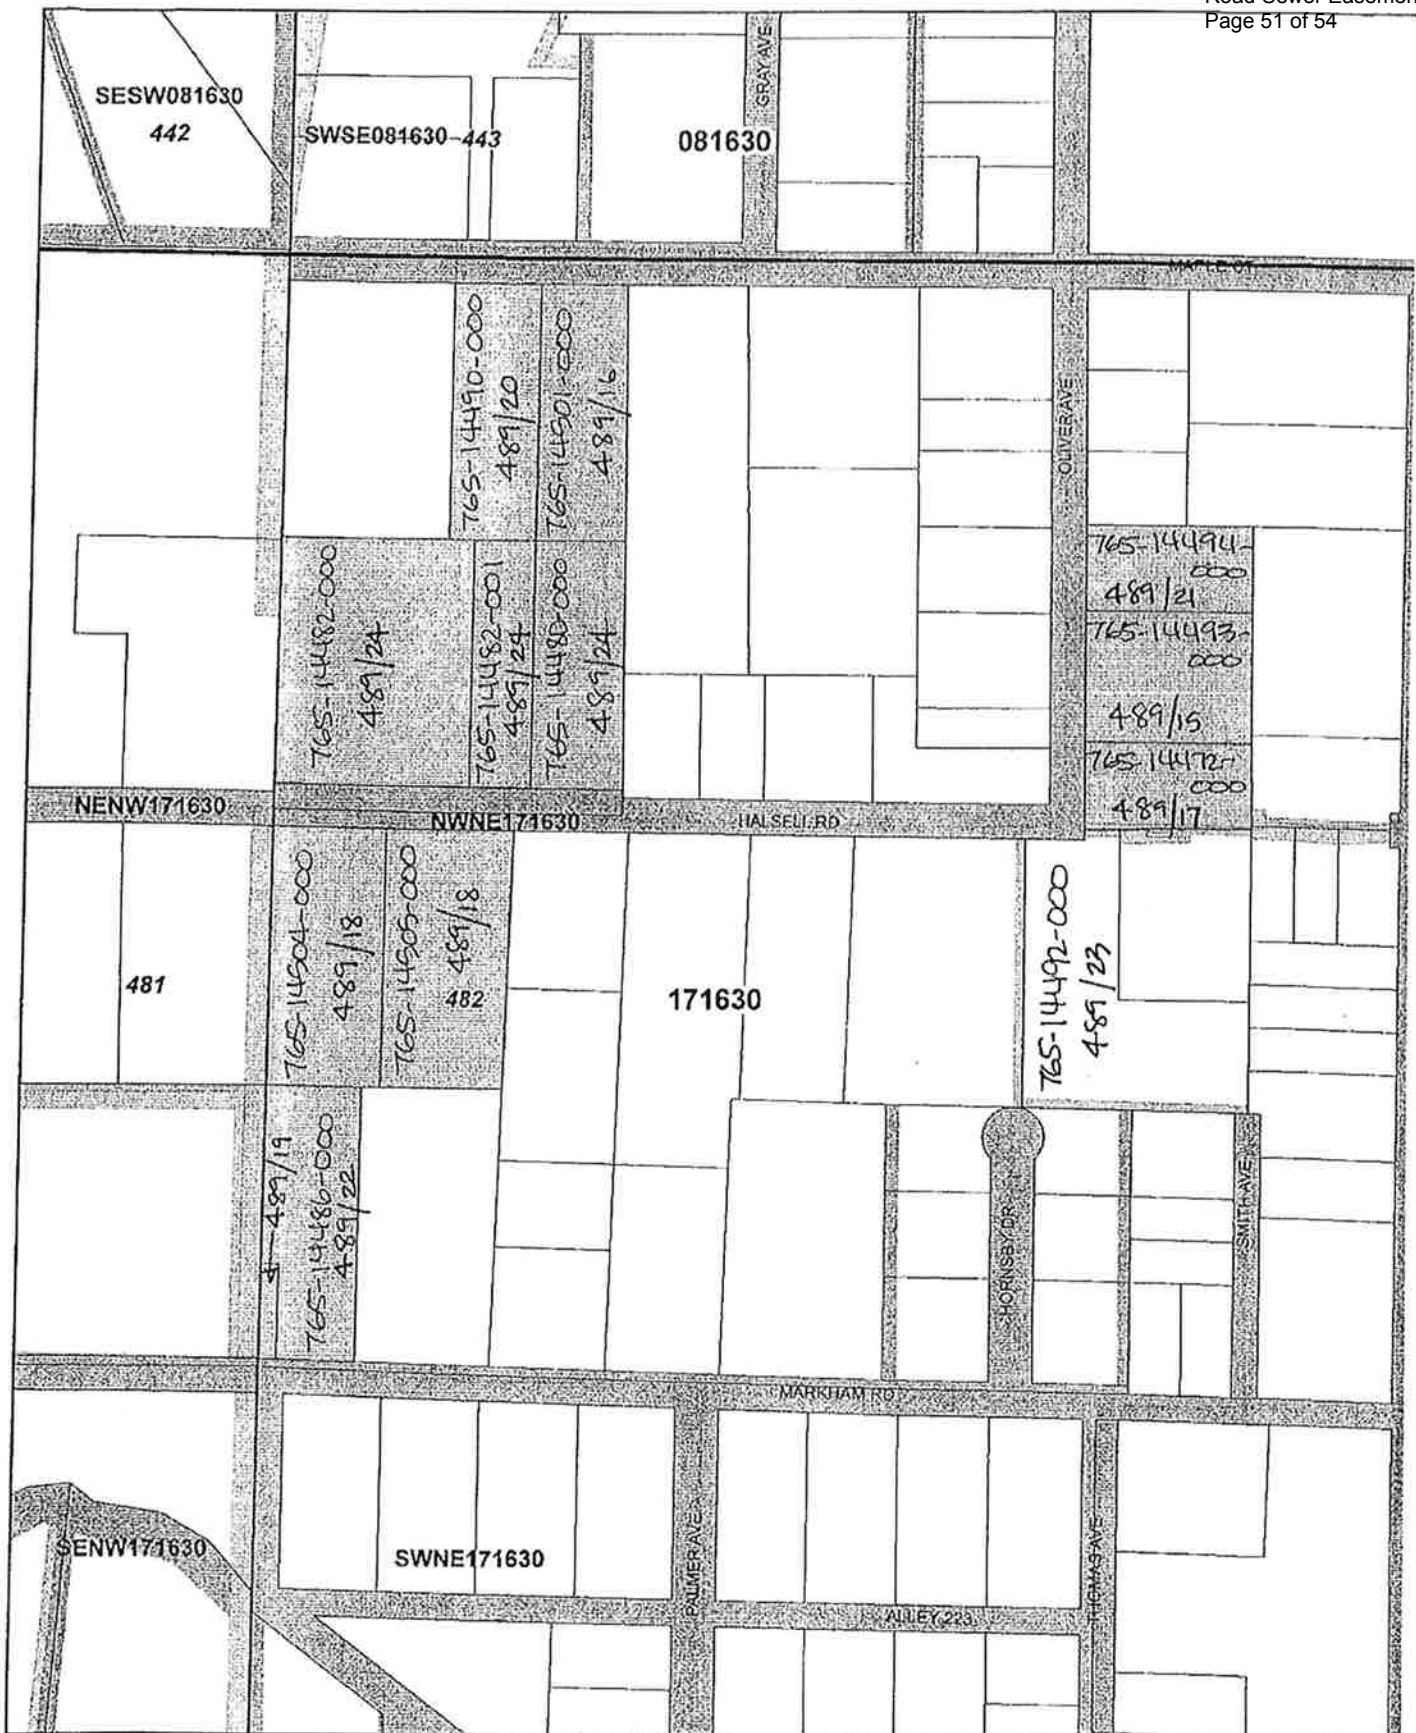 Page 51 of 54
SESW081630
442
SWSE081630
443
081630
GRAY AVE
MAPLE CT
765-14490-000
489/20
765-14501-000
489/16
OLIVER AVE
765-14482-000
489/24
765-14482-001
489/24
765-14480-000
489/24
765-14494-
000
489/21
765-14493-
000
489/15
765-14472-
000
489/17
NENW171630
NWNE171630
HALSELL RD
481
765-14504-000
489/18
765-14505-000
489/18
482
171630
765-14492-000
489/23
489/19
765-14486-000
489/22
HORNSBY DR
SMITH AVE
MARKHAM RD
SENW171630
SWNE171630
PALMER AVE
THOMAS AVE
ALLEY 223